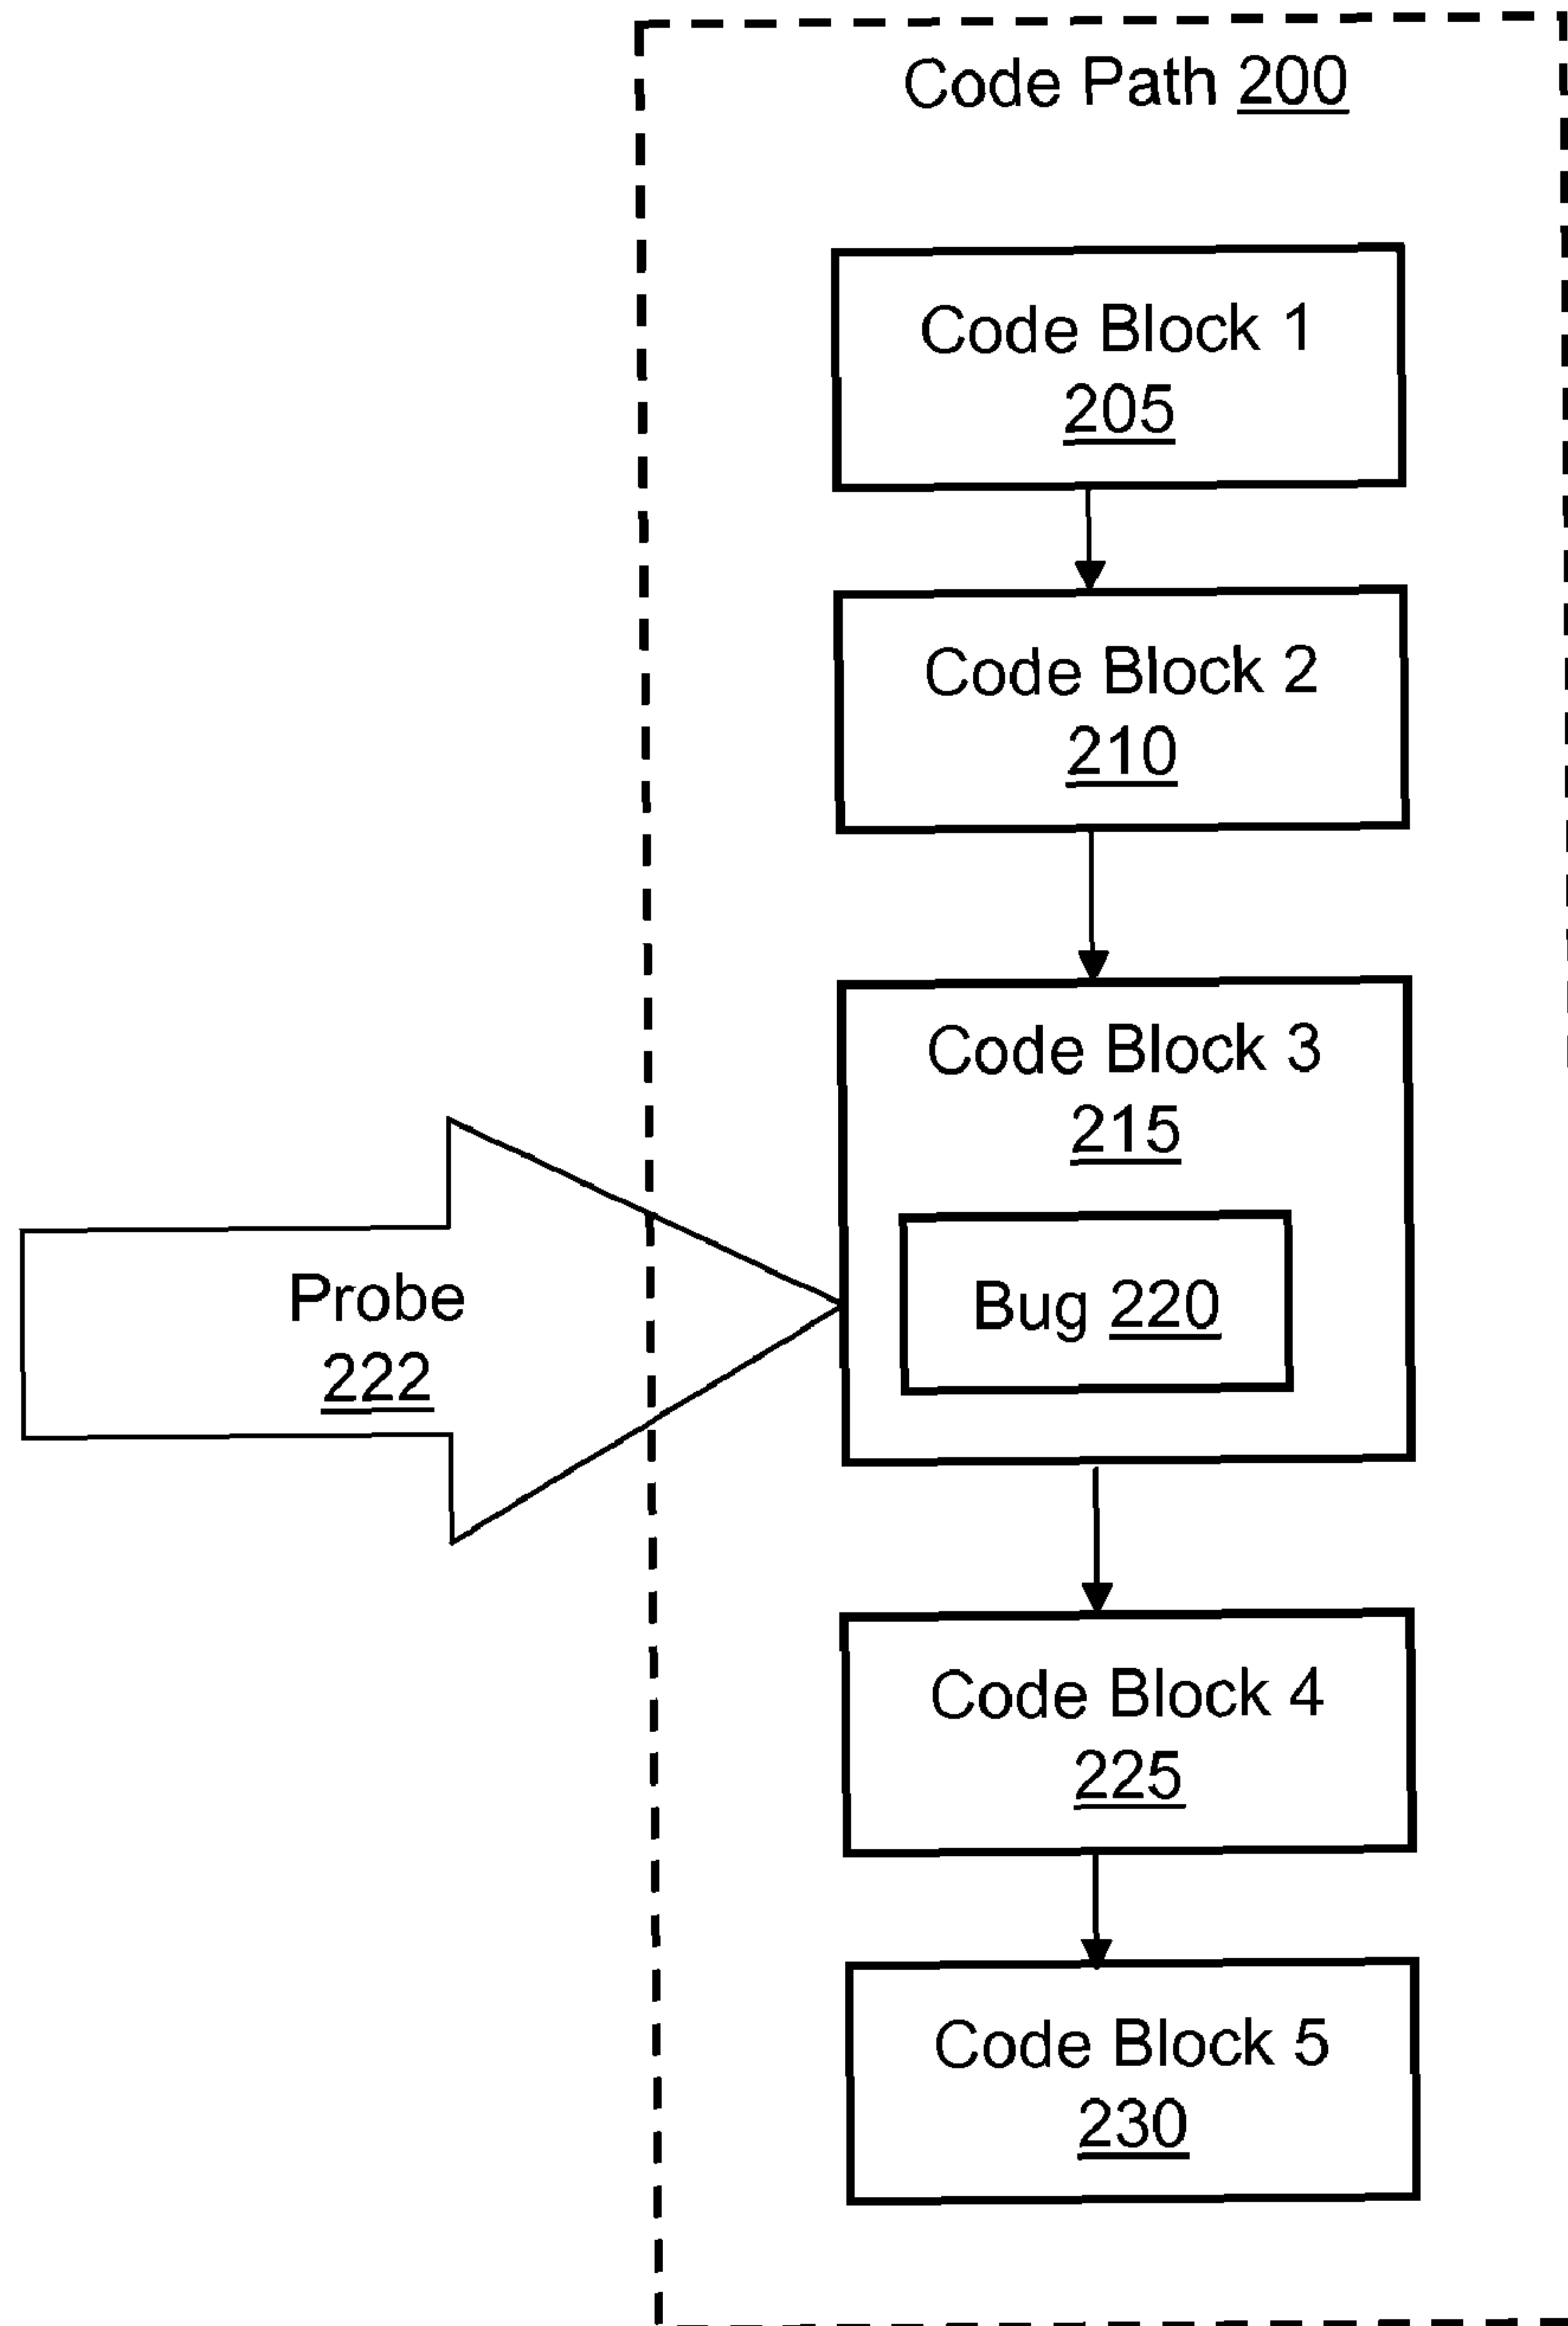 Code Path 200
Code Block 1
205
Code Block 2
210
Code Block 3
215
Bug 220
Probe
222
Code Block 4
225
Code Block 5
230